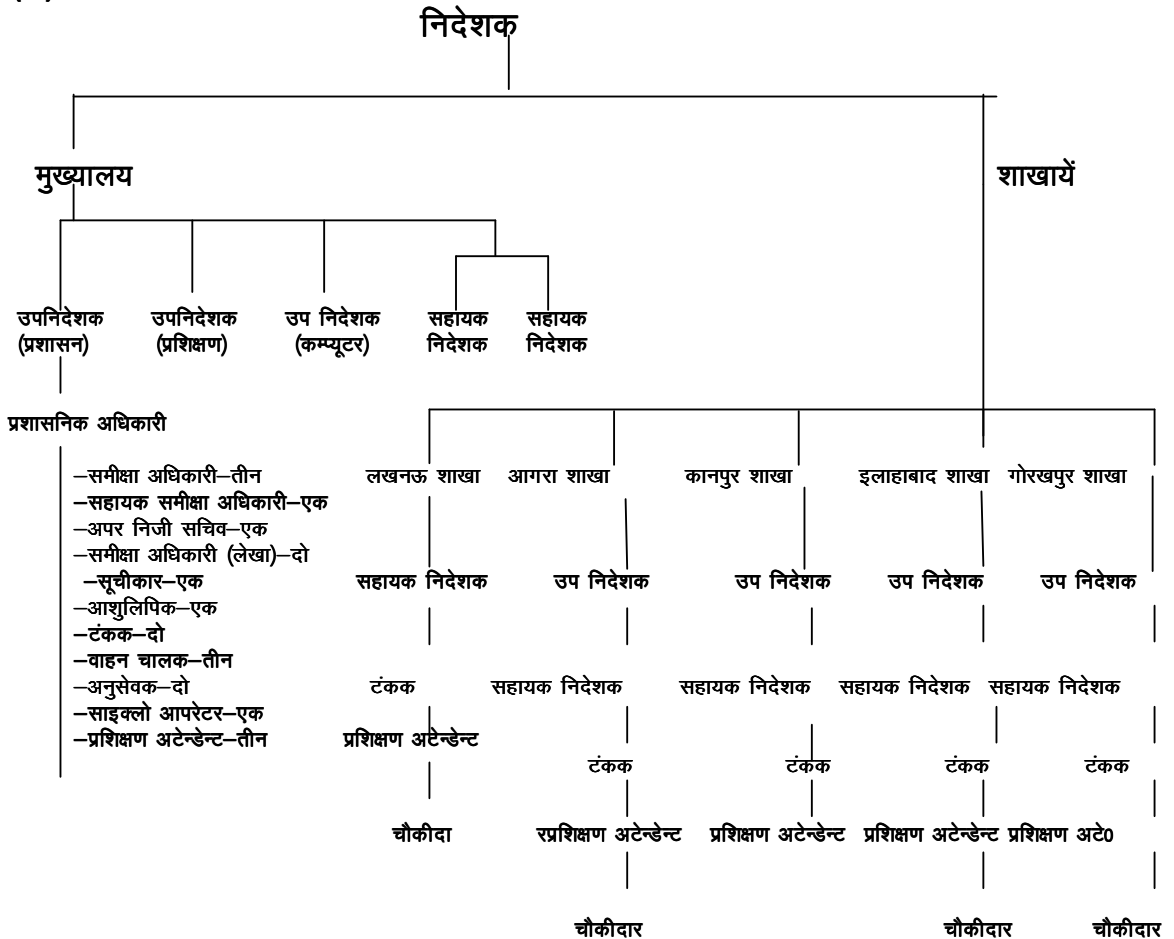 निदेशक
मुख्यालय
शाखायें
उपनिदेशक
(प्रशासन)
उपनिदेशक
(प्रशिक्षण)
उप निदेशक
(कम्प्यूटर)
सहायक
निदेशक
सहायक
निदेशक
प्रशासनिक अधिकारी
–समीक्षा अधिकारी–तीन
–सहायक समीक्षा अधिकारी–एक
–अपर निजी सचिव–एक
–समीक्षा अधिकारी (लेखा)–दो
–सूचीकार–एक
–आशुलिपिक–एक
–टंकक–दो
–वाहन चालक–तीन
–अनुसेवक–दो
–साइक्लो आपरेटर–एक
–प्रशिक्षण अटेन्डेन्ट–तीन
लखनऊ शाखा आगरा शाखा कानपुर शाखा इलाहाबाद शाखा गोरखपुर शाखा
सहायक निदेशक उप निदेशक उप निदेशक उप निदेशक उप निदेशक
टंकक सहायक निदेशक सहायक निदेशक सहायक निदेशक सहायक निदेशक
प्रशिक्षण अटेन्डेन्ट
टंकक टंकक टंकक टंकक
चौकीदा रप्रशिक्षण अटेन्डेन्ट प्रशिक्षण अटेन्डेन्ट प्रशिक्षण अटेन्डेन्ट प्रशिक्षण अटे0
चौकीदार चौकीदार चौकीदार